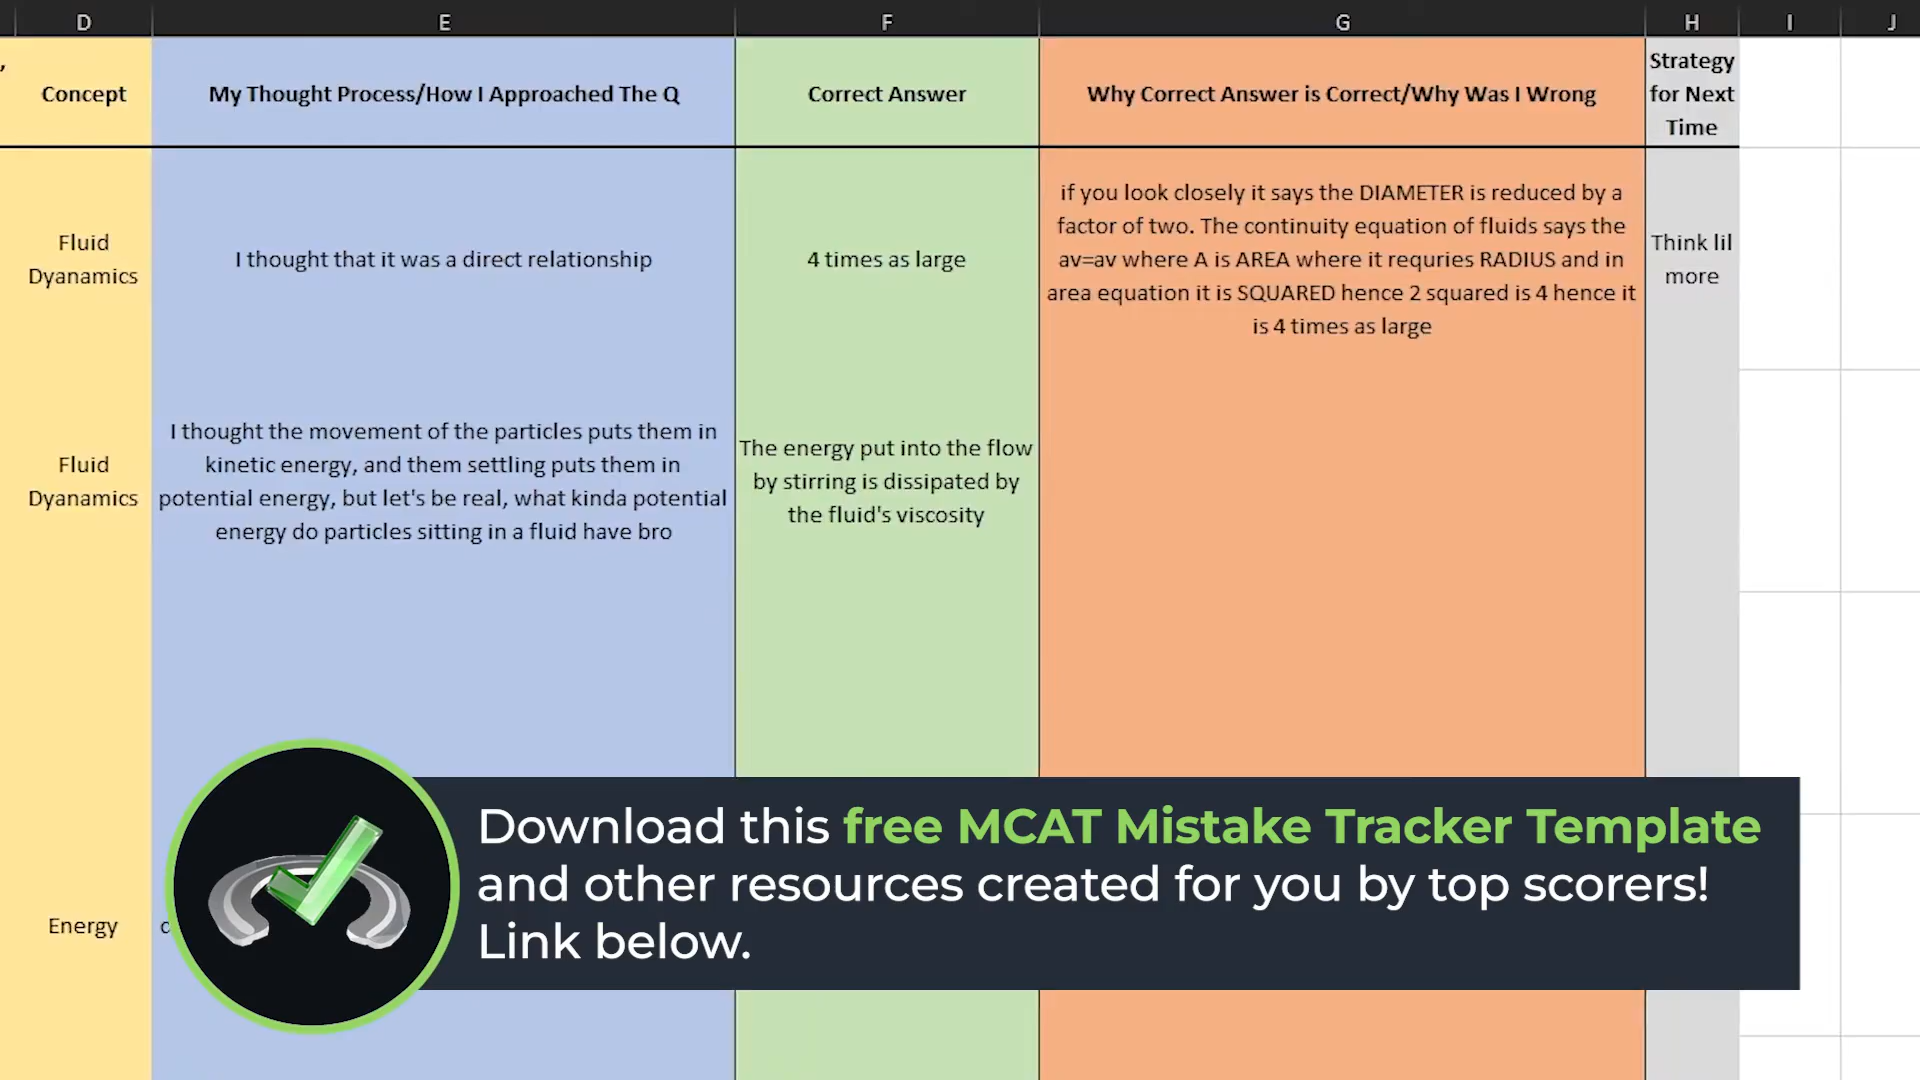 D E F G H I J
,
Concept
My Thought Process/How I Approached The Q
Correct Answer
Why Correct Answer is Correct/Why Was I Wrong
Strategy
for Next
Time
Fluid
Dyanamics
I thought that it was a direct relationship
4 times as large
if you look closely it says the DIAMETER is reduced by a
factor of two. The continuity equation of fluids says the
av=av where A is AREA where it requries RADIUS and in
area equation it is SQUARED hence 2 squared is 4 hence it
is 4 times as large
Think lil
more
Fluid
Dyanamics
I thought the movement of the particles puts them in
kinetic energy, and them settling puts them in
potential energy, but let's be real, what kinda potential
energy do particles sitting in a fluid have bro
The energy put into the flow
by stirring is dissipated by
the fluid's viscosity
Energy
Download this free MCAT Mistake Tracker Template
and other resources created for you by top scorers!
Link below.